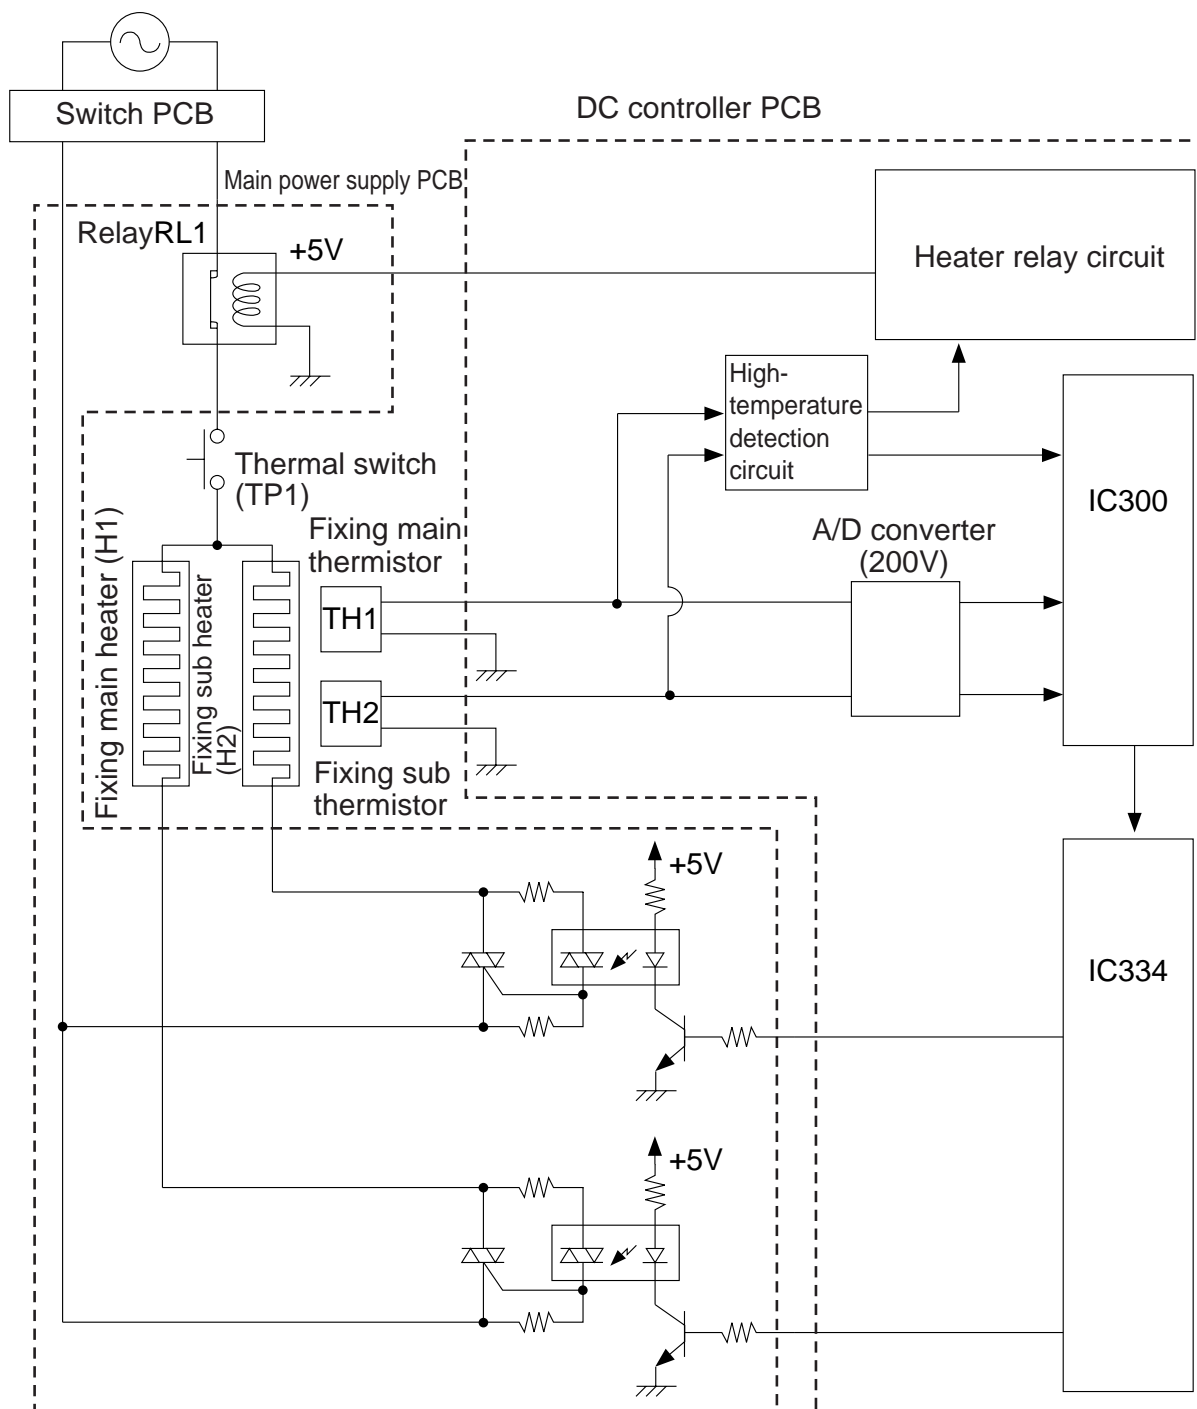 Switch PCB
DC controller PCB
Main power supply PCB
RelayRL1
+5V
Heater relay circuit
High-
temperature
detection
circuit
Thermal switch
(TP1)
IC300
A/D converter
(200V)
Fixing main
thermistor
Fixing main heater (H1)
Fixing sub heater
(H2)
TH1
TH2
Fixing sub
thermistor
+5V
IC334
+5V